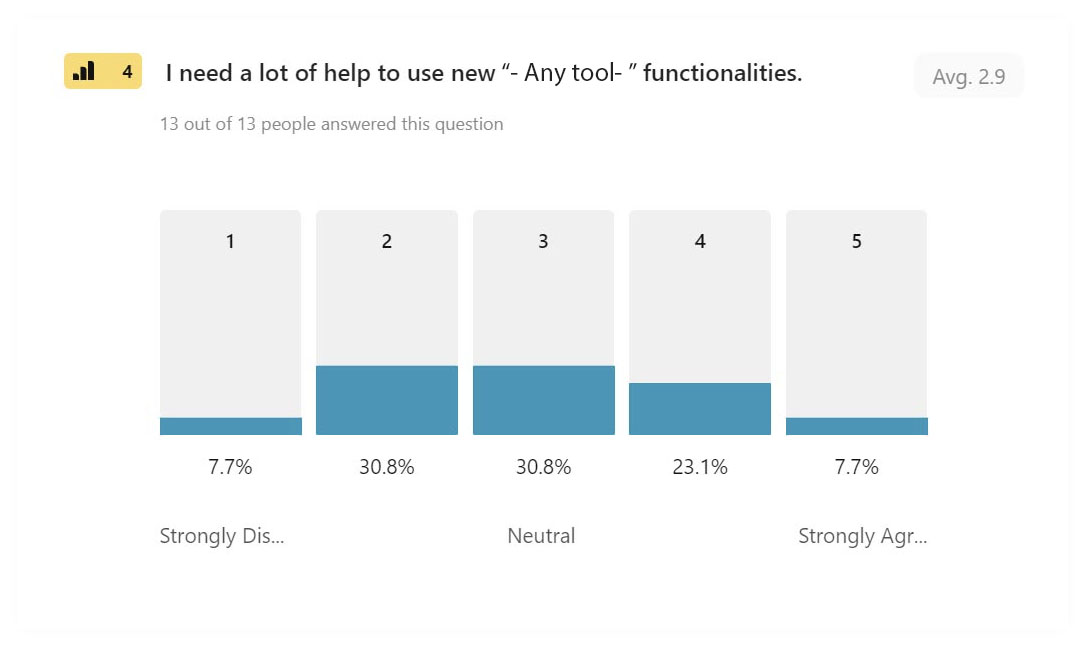 4 I need a lot of help to use new “- Any tool- ” functionalities. Avg. 2.9
13 out of 13 people answered this question
1 2 3 4 5
7.7% 30.8% 30.8% 23.1% 7.7%
Strongly Dis... Neutral Strongly Agr...